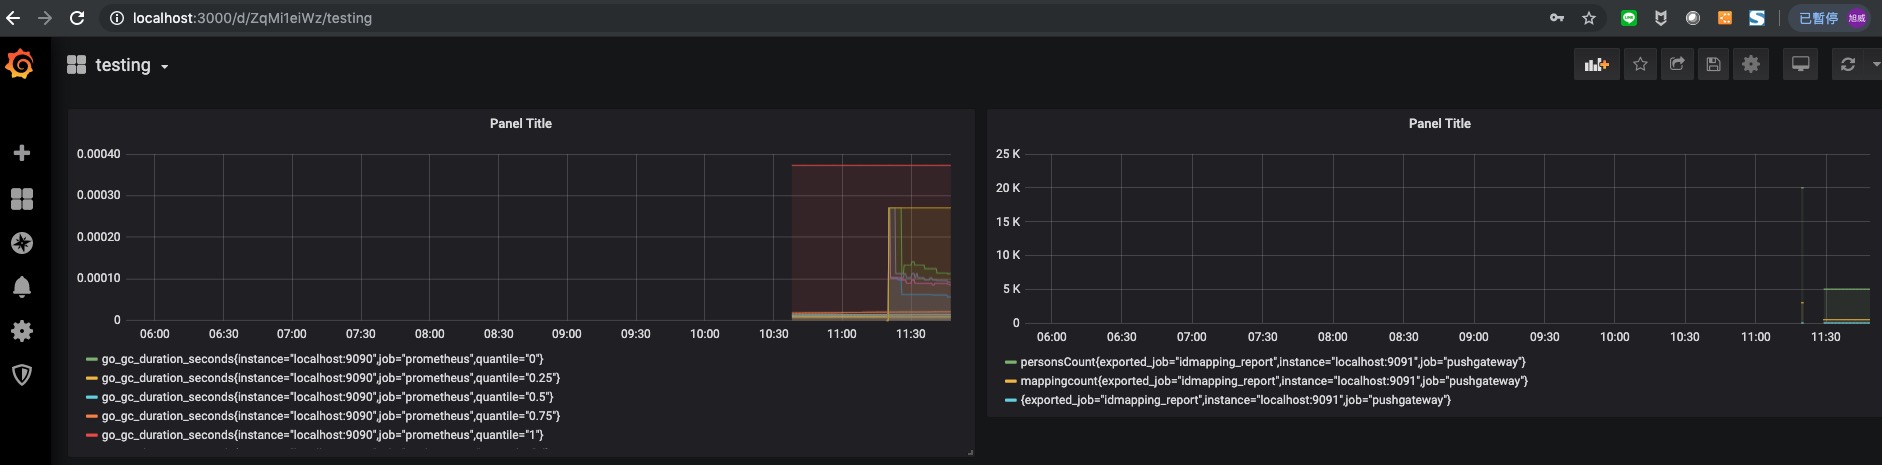 localhost:3000/d/ZqMi1eiWz/testing
已暫停
旭威
testing
Panel Title
0.00040
0.00030
0.00020
0.00010
0
06:00 06:30 07:00 07:30 08:00 08:30 09:00 09:30 10:00 10:30 11:00 11:30
go_gc_duration_seconds{instance="localhost:9090",job="prometheus",quantile="0"}
go_gc_duration_seconds{instance="localhost:9090",job="prometheus",quantile="0.25"}
go_gc_duration_seconds{instance="localhost:9090",job="prometheus",quantile="0.5"}
go_gc_duration_seconds{instance="localhost:9090",job="prometheus",quantile="0.75"}
go_gc_duration_seconds{instance="localhost:9090",job="prometheus",quantile="1"}
Panel Title
25 K
20 K
15 K
10 K
5 K
0
06:00 06:30 07:00 07:30 08:00 08:30 09:00 09:30 10:00 10:30 11:00 11:30
personsCount{exported_job="idmapping_report",instance="localhost:9091",job="pushgateway"}
mappingcount{exported_job="idmapping_report",instance="localhost:9091",job="pushgateway"}
{exported_job="idmapping_report",instance="localhost:9091",job="pushgateway"}